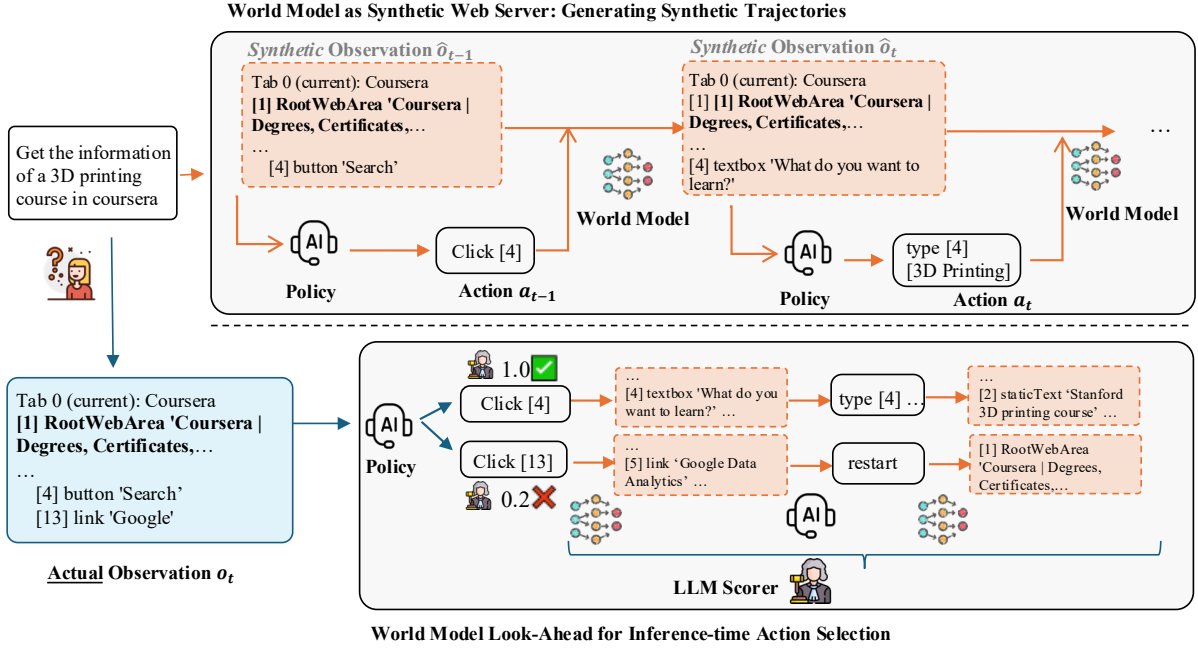 World Model as Synthetic Web Server: Generating Synthetic Trajectories
Synthetic Observation ô_{t−1}
Tab 0 (current): Coursera
[1] RootWebArea 'Coursera |
Degrees, Certificates,…
…
[4] button 'Search'
Synthetic Observation ô_t
Tab 0 (current): Coursera
[1] [1] RootWebArea 'Coursera |
Degrees, Certificates,…
…
[4] textbox 'What do you want to
learn?'
…
Get the information
of a 3D printing
course in coursera
World Model
World Model
AI
Policy
Click [4]
Action a_{t−1}
AI
Policy
type [4]
[3D Printing]
Action a_t
Tab 0 (current): Coursera
[1] RootWebArea 'Coursera |
Degrees, Certificates,…
…
[4] button 'Search'
[13] link 'Google'
Actual Observation o_t
AI
Policy
1.0
Click [4]
…
[4] textbox 'What do you
want to learn?' …
type [4] …
…
[2] staticText ‘Stanford
3D printing course’ …
Click [13]
0.2
…
[5] link ‘Google Data
Analytics’ …
restart
[1] RootWebArea
'Coursera | Degrees,
Certificates,…
AI
LLM Scorer
World Model Look-Ahead for Inference-time Action Selection